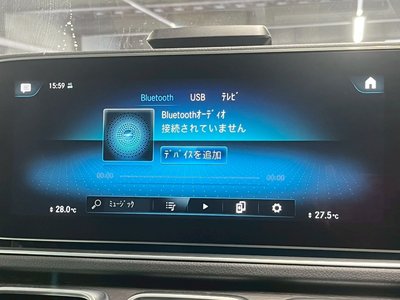 15:59
Bluetooth USB ﾃﾚﾋﾞ
Bluetoothｵｰﾃﾞｨｵ
接続されていません
ﾃﾞﾊﾞｲｽを追加
00:00 00:00
ﾐｭｰｼﾞｯｸ
28.0℃ 27.5℃